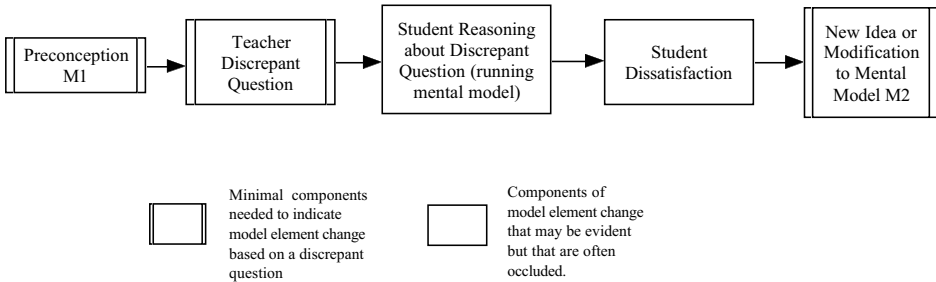 Preconception
M1
Teacher
Discrepant
Question
Student Reasoning
about Discrepant
Question (running
mental model)
Student
Dissatisfaction
New Idea or
Modification
to Mental
Model M2
Minimal components
needed to indicate
model element change
based on a discrepant
question
Components of
model element change
that may be evident
but that are often
occluded.